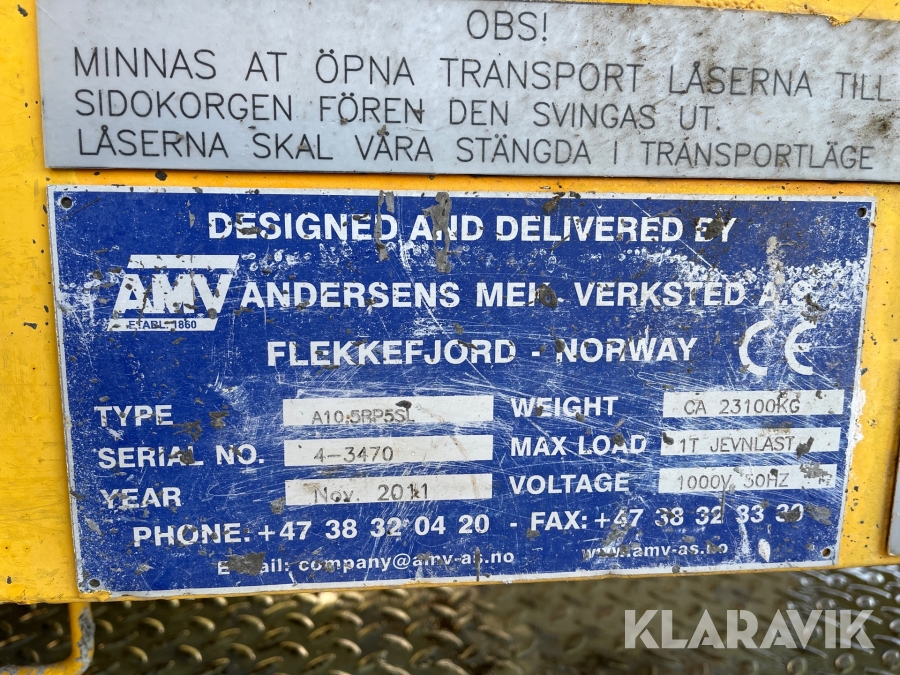 OBS!
MINNAS AT ÖPNA TRANSPORT LÅSERNA TILL
SIDOKORGEN FÖREN DEN SVINGAS UT.
LÅSERNA SKAL VÄRA STÄNGDA I TRANSPORTLÄGE
DESIGNED AND DELIVERED BY
AMV ANDERSENS MEK. VERKSTED A.S
ETABL. 1860
FLEKKEFJORD - NORWAY CE
TYPE A10.5RP5SL WEIGHT CA 23100KG
SERIAL NO. 4-3470 MAX LOAD 1T JEVNLAST
YEAR Nov. 2011 VOLTAGE 1000V 50HZ
PHONE: +47 38 32 04 20 - FAX: +47 38 32 33 30
E-mail: company@amv-as.no www.amv-as.no
KLARAVIK